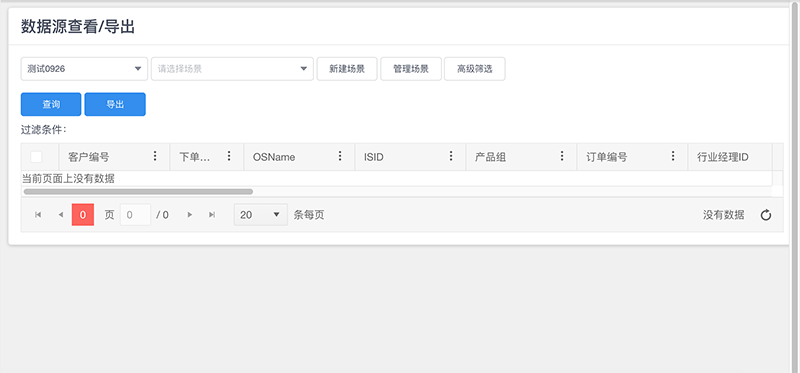 数据源查看/导出
测试0926 请选择场景 新建场景 管理场景 高级筛选
查询 导出
过滤条件：
客户编号 下单... OSName ISID 产品组 订单编号 行业经理ID
当前页面上没有数据
0 页 0 / 0 20 条每页 没有数据